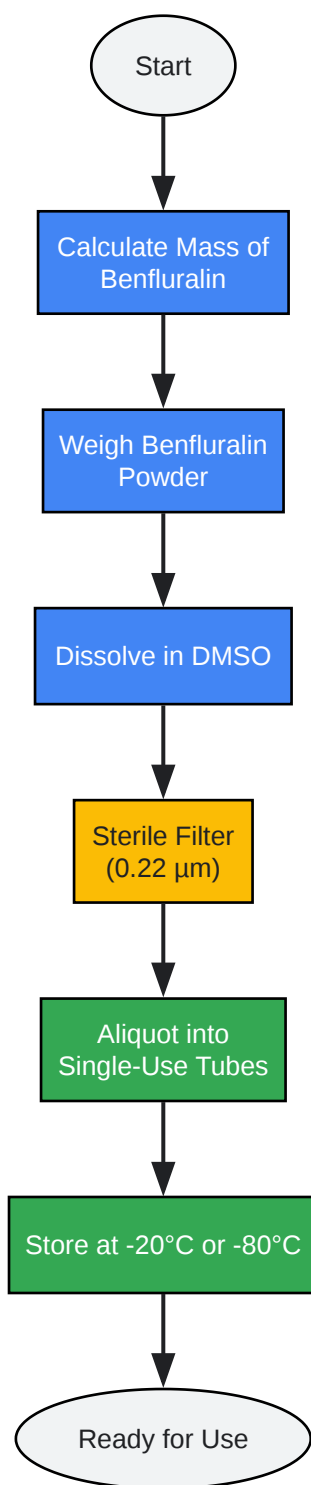 Start
Calculate Mass of
Benfluralin
Weigh Benfluralin
Powder
Dissolve in DMSO
Sterile Filter
(0.22 µm)
Aliquot into
Single-Use Tubes
Store at -20°C or -80°C
Ready for Use